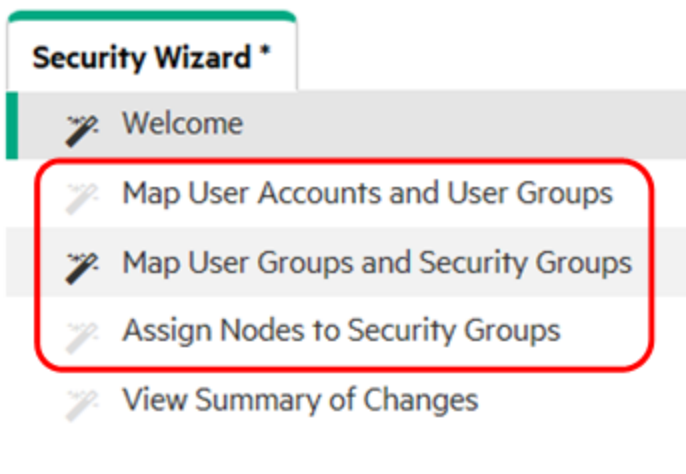 Security Wizard *
Welcome
Map User Accounts and User Groups
Map User Groups and Security Groups
Assign Nodes to Security Groups
View Summary of Changes